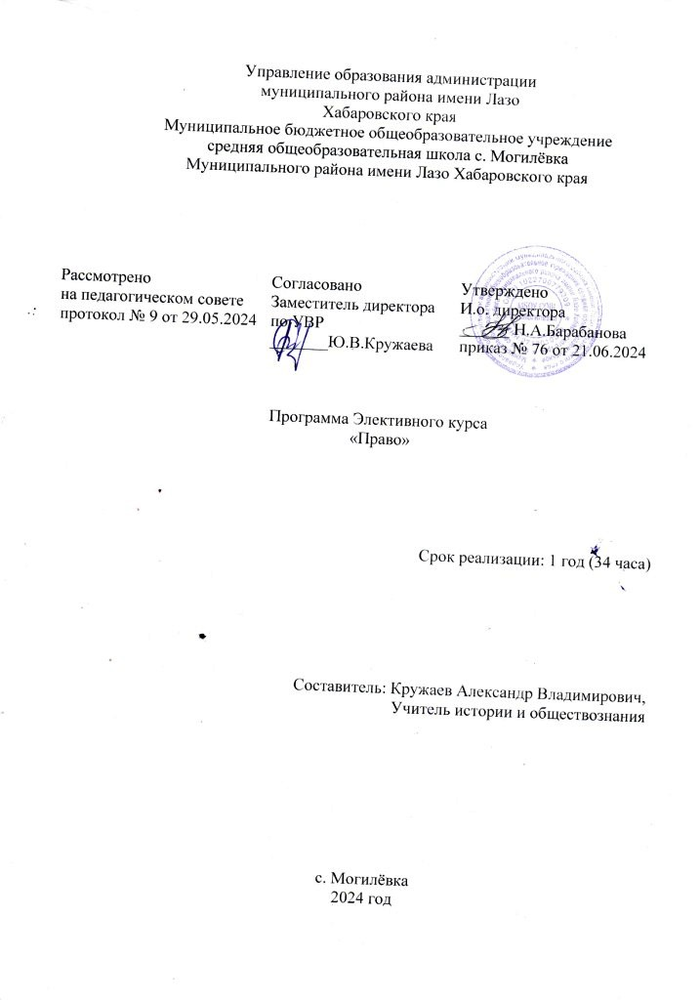 Управление образования администрации
муниципального района имени Лазо
Хабаровского края
Муниципальное бюджетное общеобразовательное учреждение
средняя общеобразовательная школа с. Могилёвка
Муниципального района имени Лазо Хабаровского края
Рассмотрено
на педагогическом совете
протокол № 9 от 29.05.2024
Согласовано
Заместитель директора
по УВР
Ю.В.Кружаева
Утверждено
И.о. директора
Н.А.Барабанова
приказ № 76 от 21.06.2024
Программа Элективного курса
«Право»
Срок реализации: 1 год (34 часа)
Составитель: Кружаев Александр Владимирович,
Учитель истории и обществознания
с. Могилёвка
2024 год